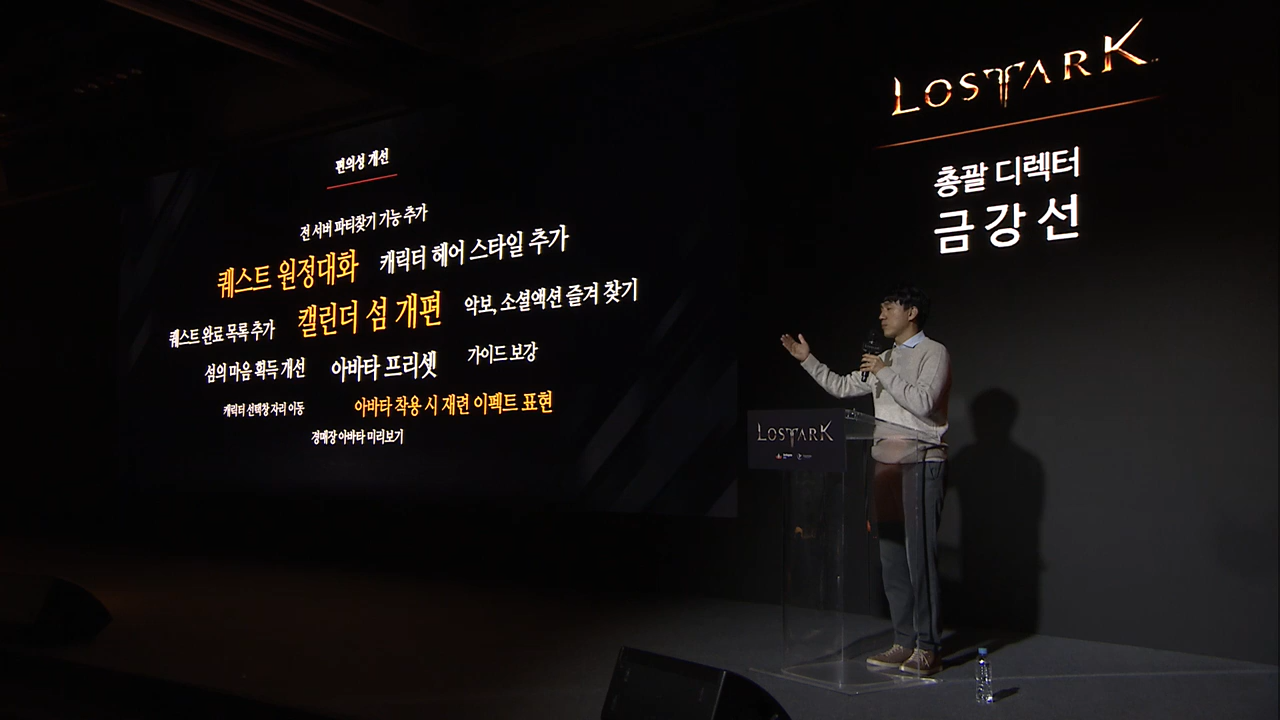 편의성 개선
전 서버 파티찾기 기능 추가
퀘스트 원정대화 캐릭터 헤어 스타일 추가
퀘스트 완료 목록 추가 캘린더 섬 개편 악보, 소셜액션 즐겨 찾기
섬의 마음 획득 개선 아바타 프리셋 가이드 보강
캐릭터 선택창 자리 이동 아바타 착용 시 재련 이펙트 표현
경매장 아바타 미리보기
LOST ARK
총괄 디렉터
금강선
LOST ARK